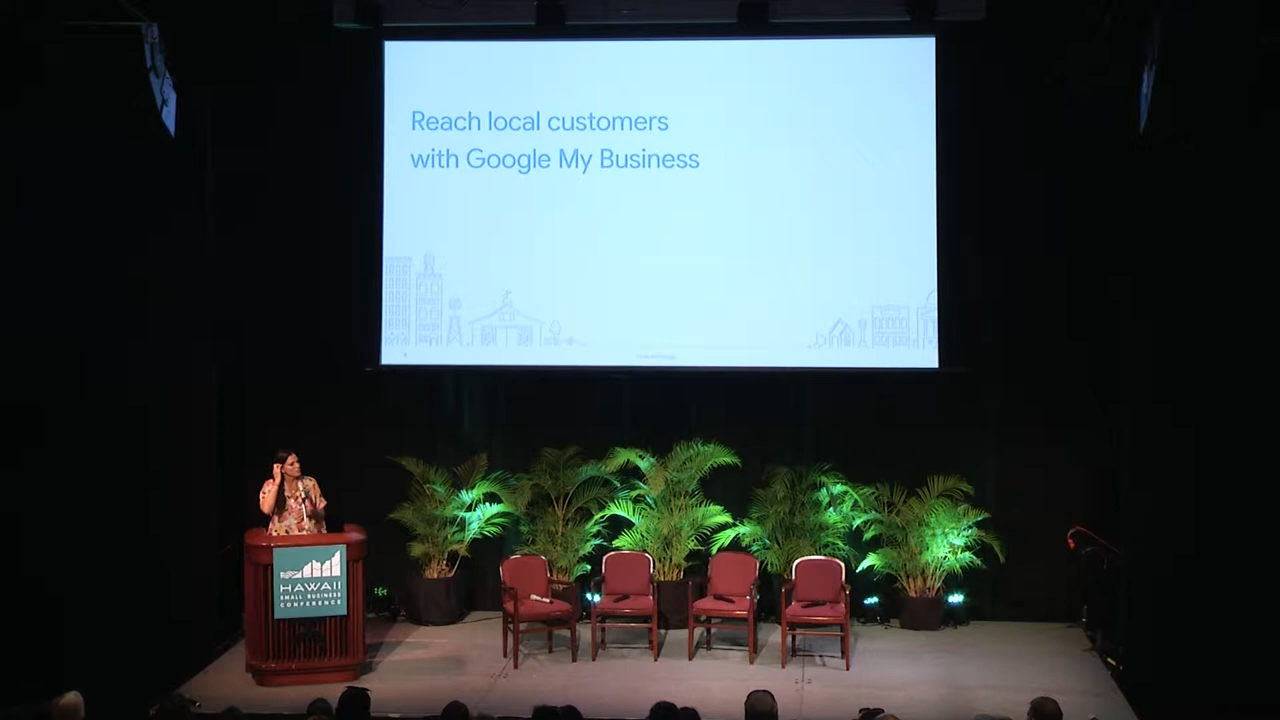 Reach local customers
with Google My Business
HAWAII
SMALL BUSINESS
CONFERENCE